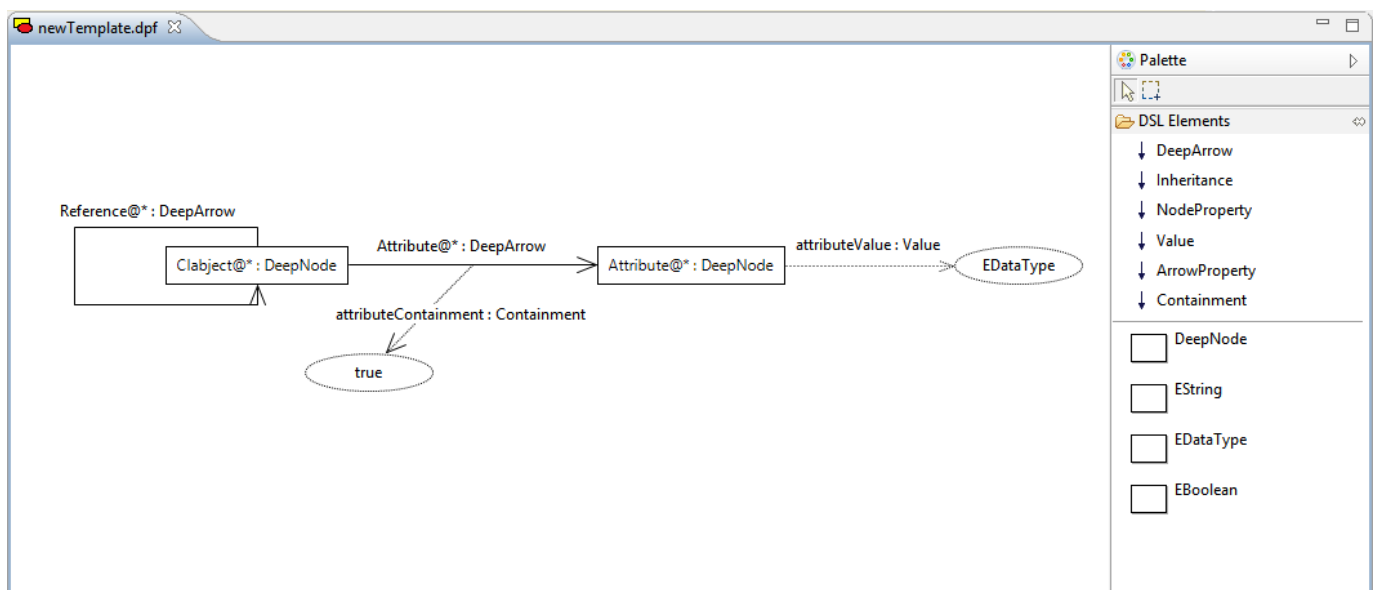 newTemplate.dpf
Palette
DSL Elements
DeepArrow
Inheritance
NodeProperty
Value
ArrowProperty
Containment
DeepNode
EString
EDataType
EBoolean
Reference@* : DeepArrow
Clabject@* : DeepNode
Attribute@* : DeepArrow
Attribute@* : DeepNode
attributeValue : Value
EDataType
attributeContainment : Containment
true